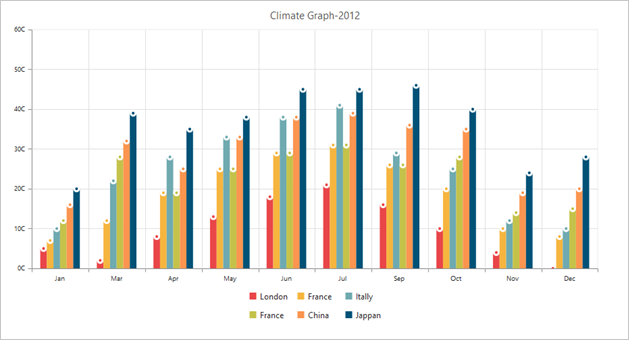 Climate Graph-2012
60C
50C
40C
30C
20C
10C
0C
Jan Mar Apr May Jun Jul Sep Oct Nov Dec
London France Itally
France China Jappan